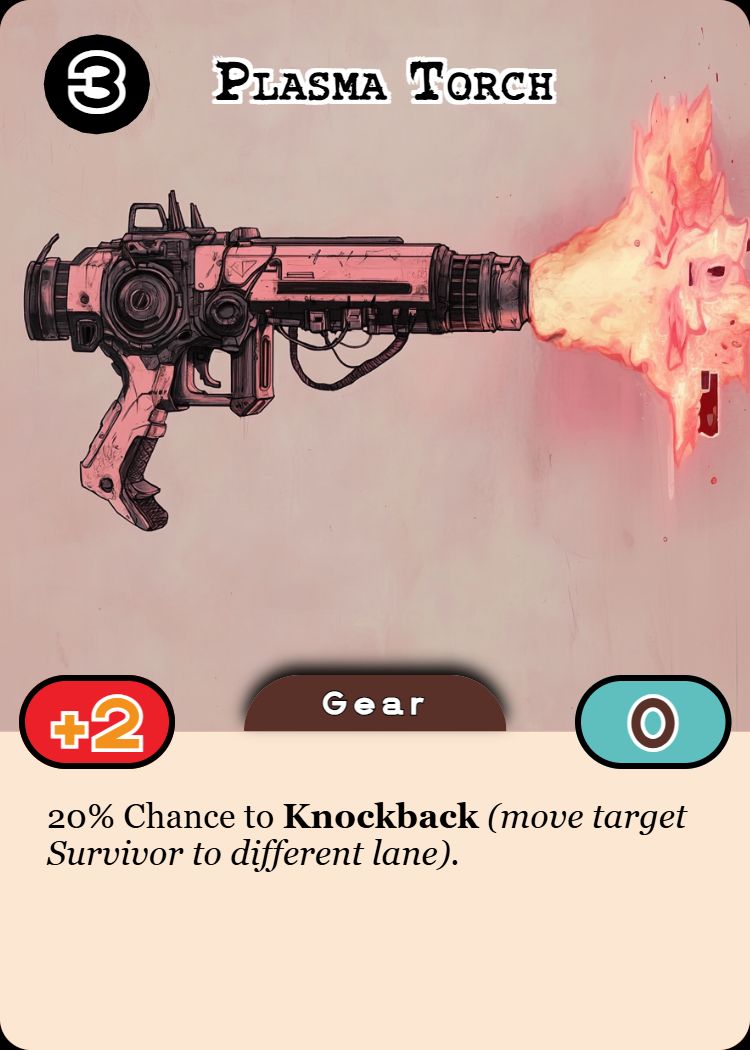 3
Plasma Torch
+2
Gear
0
20% Chance to Knockback (move target
Survivor to different lane).